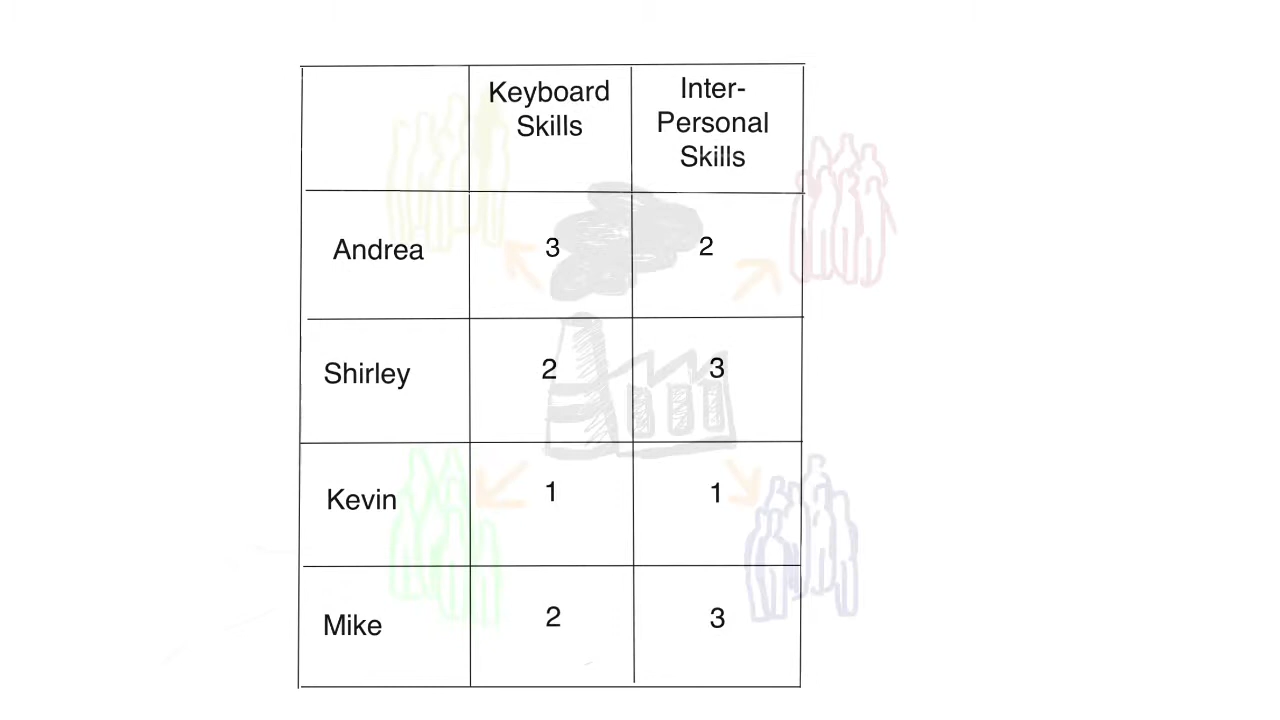 Keyboard
Skills
Inter-
Personal
Skills
Andrea 3 2
Shirley 2 3
Kevin 1 1
Mike 2 3